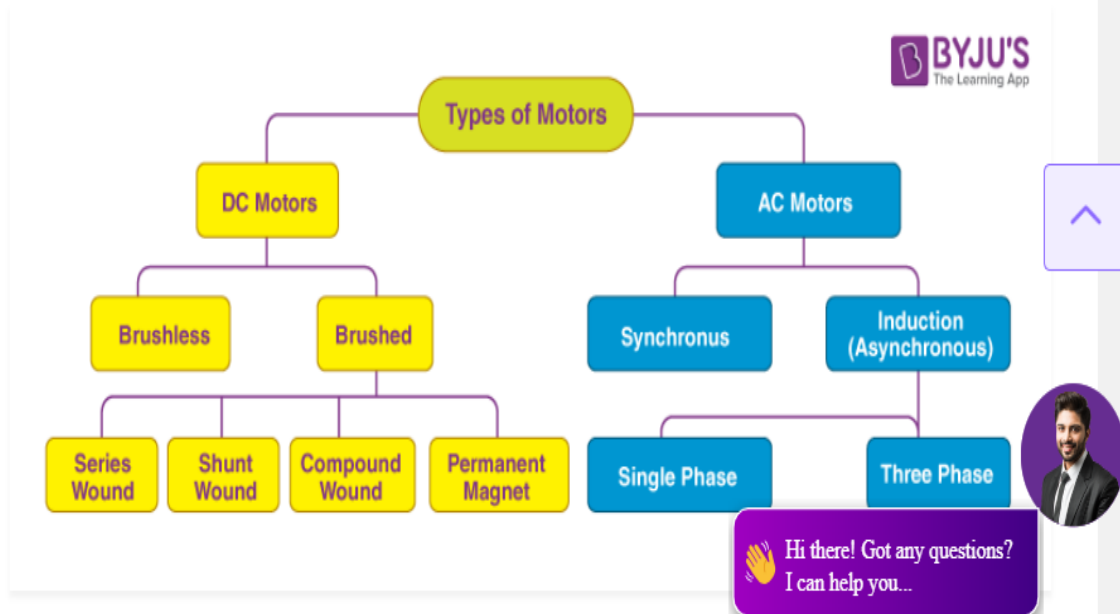 BYJU'S
The Learning App
Types of Motors
DC Motors
AC Motors
Brushless
Brushed
Synchronus
Induction
(Asynchronous)
Series
Wound
Shunt
Wound
Compound
Wound
Permanent
Magnet
Single Phase
Three Phase
Hi there! Got any questions?
I can help you...